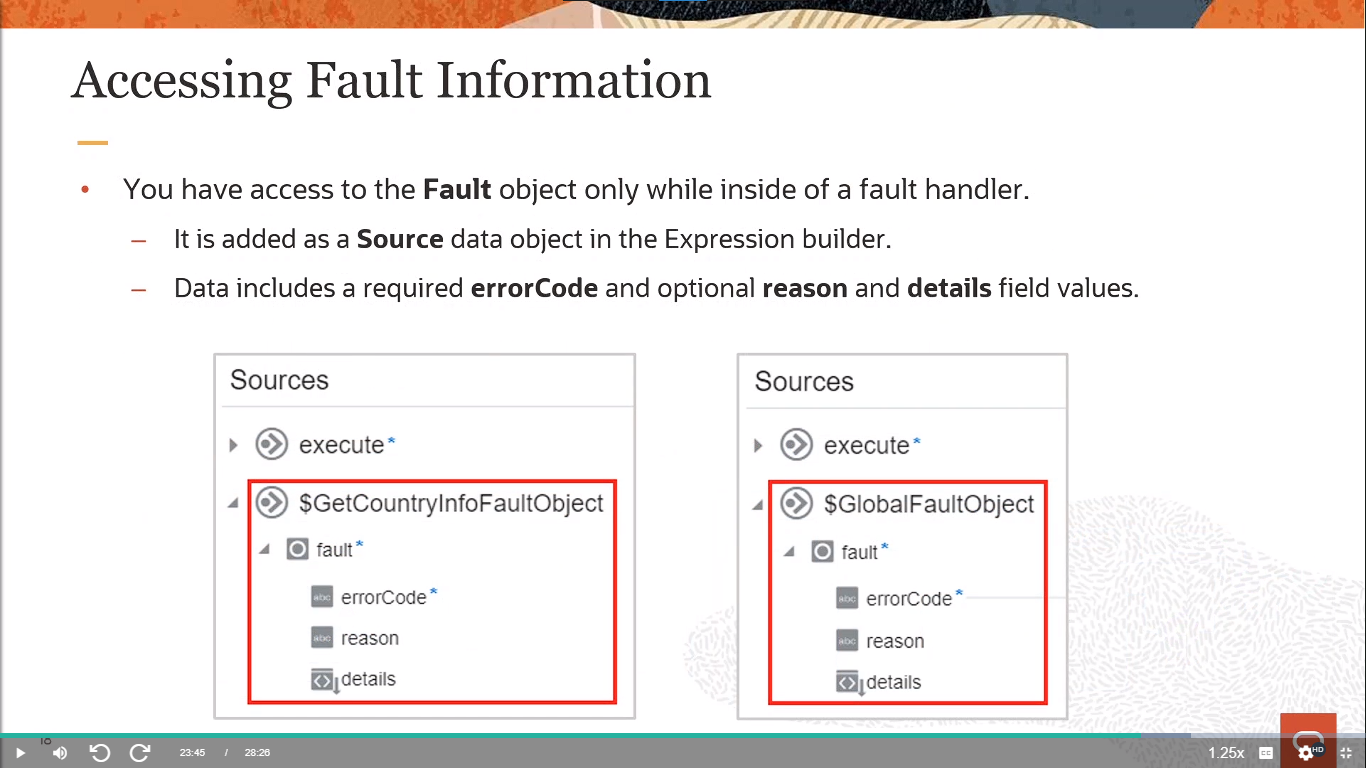 Accessing Fault Information
• You have access to the Fault object only while inside of a fault handler.
– It is added as a Source data object in the Expression builder.
– Data includes a required errorCode and optional reason and details field values.
Sources
execute*
$GetCountryInfoFaultObject
fault*
abc errorCode*
abc reason
details
Sources
execute*
$GlobalFaultObject
fault*
abc errorCode*
abc reason
details
23:45 / 28:26
1.25x CC HD